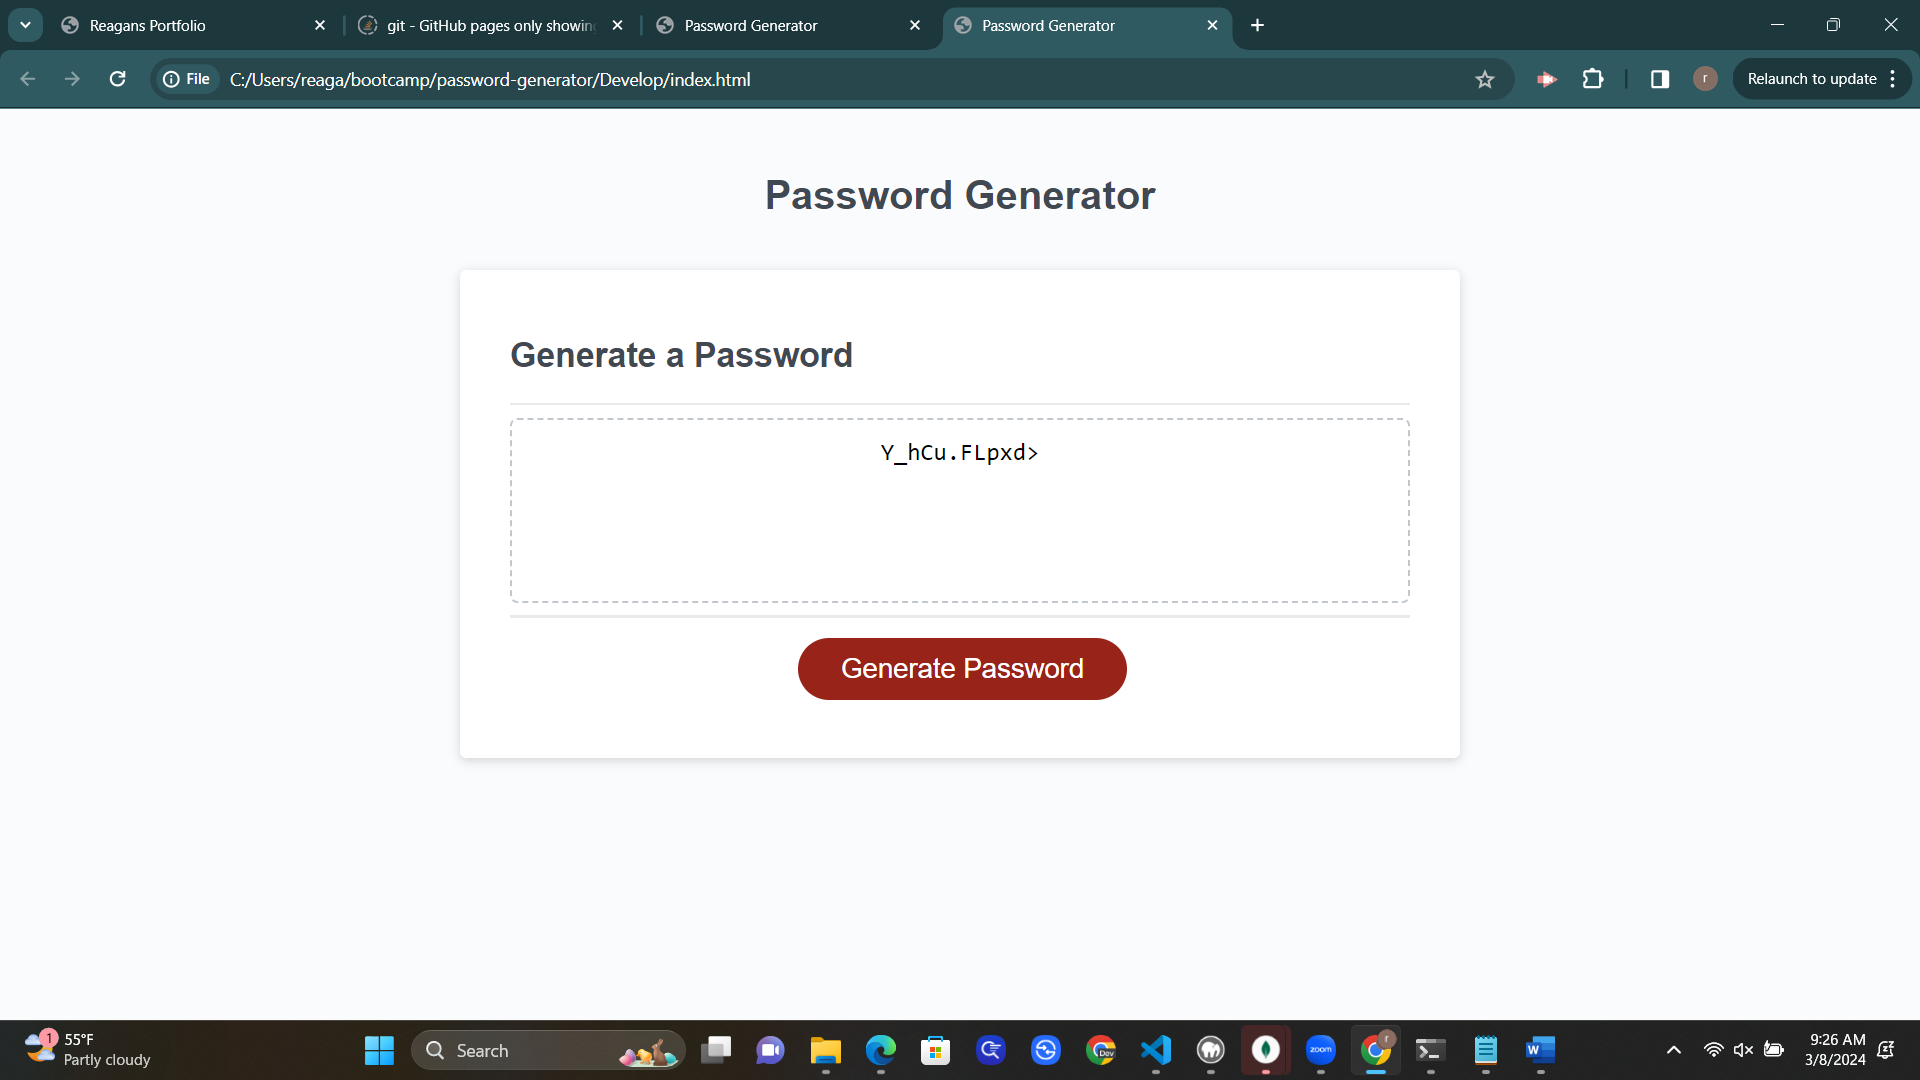 Reagans Portfolio
git - GitHub pages only showin
Password Generator
Password Generator
File
C:/Users/reaga/bootcamp/password-generator/Develop/index.html
r
Relaunch to update
Password Generator
Generate a Password
Y_hCu.FLpxd>
Generate Password
1
55°F
Partly cloudy
Search
Dev
zoom
r
W
9:26 AM
3/8/2024